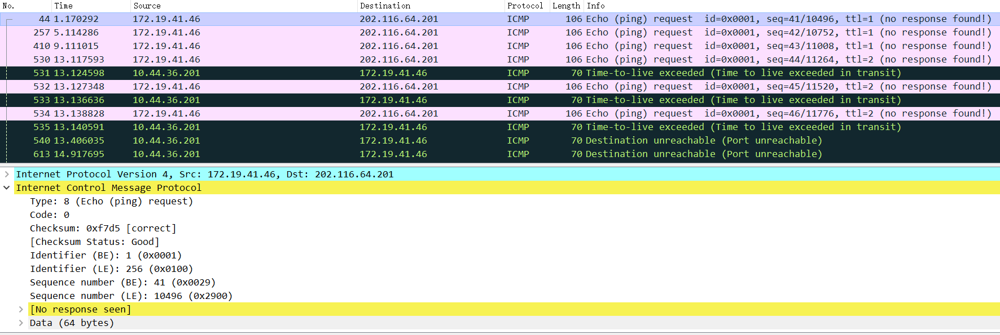 No. Time Source Destination Protocol Length Info
44 1.170292 172.19.41.46 202.116.64.201 ICMP 106 Echo (ping) request id=0x0001, seq=41/10496, ttl=1 (no response found!)
257 5.114286 172.19.41.46 202.116.64.201 ICMP 106 Echo (ping) request id=0x0001, seq=42/10752, ttl=1 (no response found!)
410 9.111015 172.19.41.46 202.116.64.201 ICMP 106 Echo (ping) request id=0x0001, seq=43/11008, ttl=1 (no response found!)
530 13.117593 172.19.41.46 202.116.64.201 ICMP 106 Echo (ping) request id=0x0001, seq=44/11264, ttl=2 (no response found!)
531 13.124598 10.44.36.201 172.19.41.46 ICMP 70 Time-to-live exceeded (Time to live exceeded in transit)
532 13.127348 172.19.41.46 202.116.64.201 ICMP 106 Echo (ping) request id=0x0001, seq=45/11520, ttl=2 (no response found!)
533 13.136636 10.44.36.201 172.19.41.46 ICMP 70 Time-to-live exceeded (Time to live exceeded in transit)
534 13.138828 172.19.41.46 202.116.64.201 ICMP 106 Echo (ping) request id=0x0001, seq=46/11776, ttl=2 (no response found!)
535 13.140591 10.44.36.201 172.19.41.46 ICMP 70 Time-to-live exceeded (Time to live exceeded in transit)
540 13.406035 10.44.36.201 172.19.41.46 ICMP 70 Destination unreachable (Port unreachable)
613 14.917695 10.44.36.201 172.19.41.46 ICMP 70 Destination unreachable (Port unreachable)
Internet Protocol Version 4, Src: 172.19.41.46, Dst: 202.116.64.201
Internet Control Message Protocol
Type: 8 (Echo (ping) request)
Code: 0
Checksum: 0xf7d5 [correct]
[Checksum Status: Good]
Identifier (BE): 1 (0x0001)
Identifier (LE): 256 (0x0100)
Sequence number (BE): 41 (0x0029)
Sequence number (LE): 10496 (0x2900)
[No response seen]
Data (64 bytes)